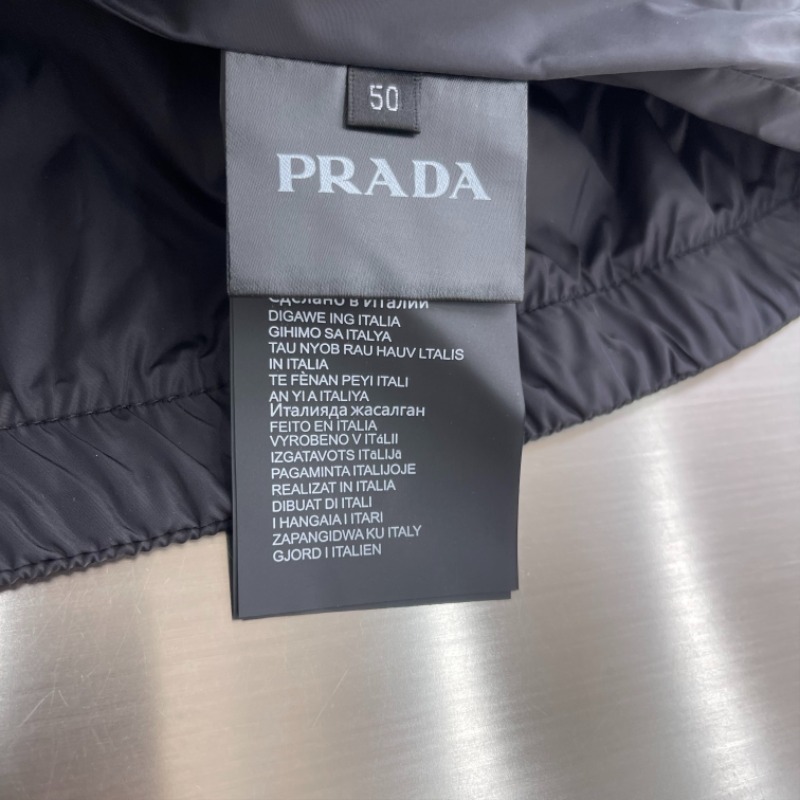 50
PRADA
Сделано в Италии
DIGAWE ING ITALIA
GIHIMO SA ITALYA
TAU NYOB RAU HAUV LTALIS
IN ITALIA
TE FÈNAN PEYI ITALI
AN YI A ITALIYA
Италияда жасалган
FEITO EN ITALIA
VYROBENO V ITáLII
IZGATAVOTS ITāLIJā
PAGAMINTA ITALIJOJE
REALIZAT IN ITALIA
DIBUAT DI ITALI
I HANGAIA I ITARI
ZAPANGIDWA KU ITALY
GJORD I ITALIEN